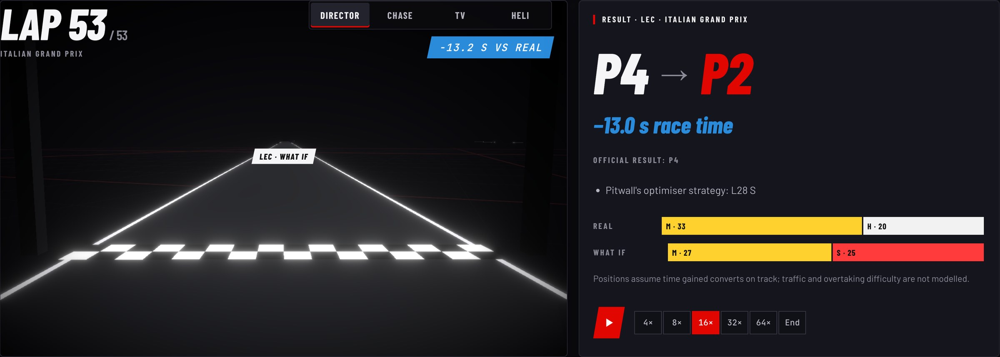 LAP 53 / 53
ITALIAN GRAND PRIX
DIRECTOR CHASE TV HELI
-13.2 S VS REAL
LEC · WHAT IF
RESULT · LEC · ITALIAN GRAND PRIX
P4 → P2
−13.0 s race time
OFFICIAL RESULT: P4
• Pitwall's optimiser strategy: L28 S
REAL M · 33 H · 20
WHAT IF M · 27 S · 25
Positions assume time gained converts on track; traffic and overtaking difficulty are not modelled.
4× 8× 16× 32× 64× End